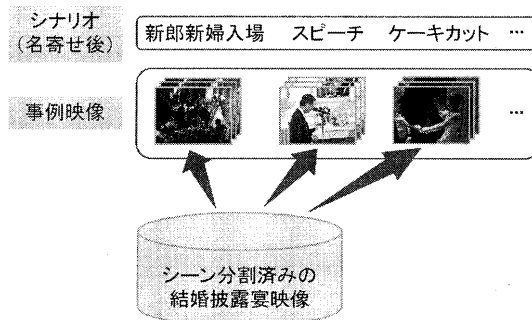 シナリオ
(名寄せ後)
新郎新婦入場 スピーチ ケーキカット …
事例映像
…
シーン分割済みの
結婚披露宴映像